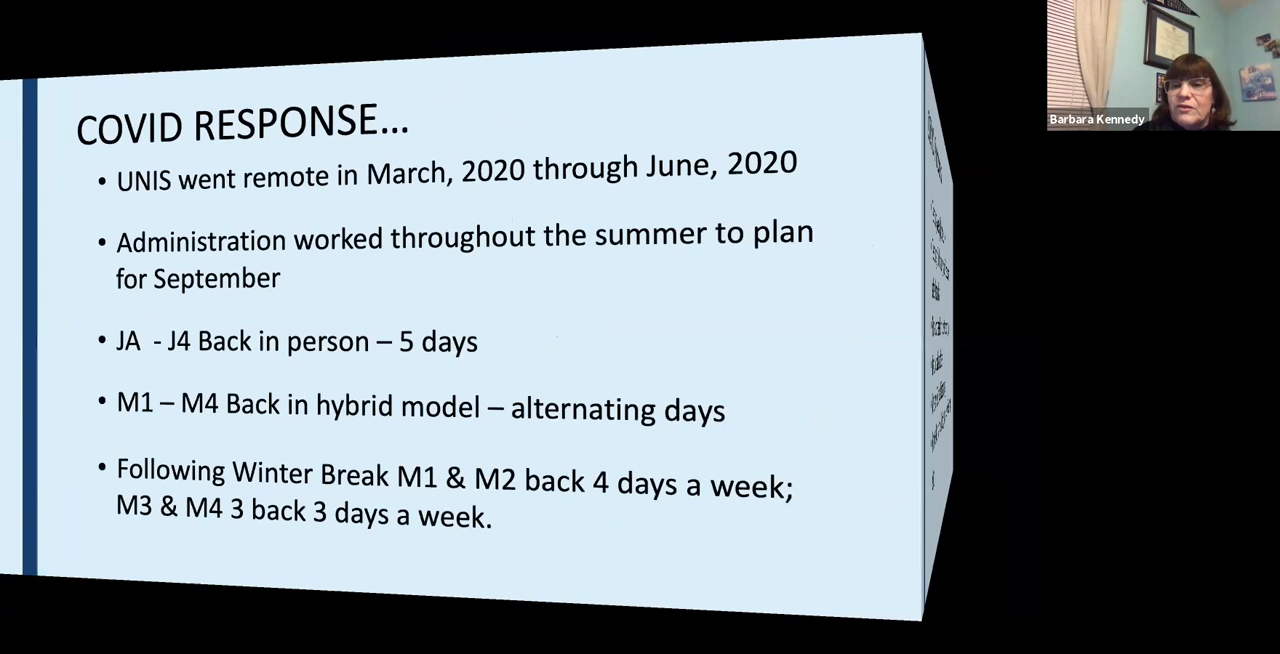 COVID RESPONSE...
• UNIS went remote in March, 2020 through June, 2020
• Administration worked throughout the summer to plan
for September
• JA - J4 Back in person – 5 days
• M1 – M4 Back in hybrid model – alternating days
• Following Winter Break M1 & M2 back 4 days a week;
M3 & M4 3 back 3 days a week.
Barbara Kennedy